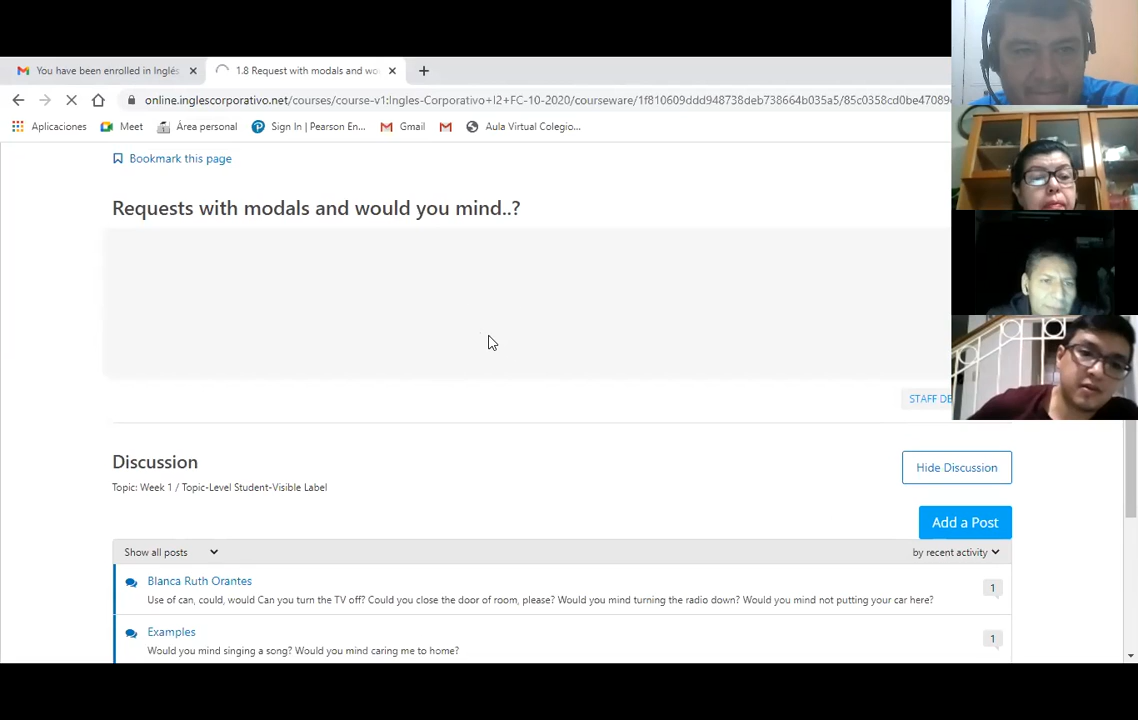 You have been enrolled in Inglés
1.8 Request with modals and wo
online.inglescorporativo.net/courses/course-v1:Ingles-Corporativo+I2+FC-10-2020/courseware/1f810609ddd948738deb738664b035a5/85c0358cd0be47089
Aplicaciones Meet Área personal Sign In | Pearson En... Gmail Aula Virtual Colegio...
Bookmark this page
Requests with modals and would you mind..?
STAFF DE
Discussion
Hide Discussion
Topic: Week 1 / Topic-Level Student-Visible Label
Add a Post
Show all posts by recent activity
Blanca Ruth Orantes
1
Use of can, could, would Can you turn the TV off? Could you close the door of room, please? Would you mind turning the radio down? Would you mind not putting your car here?
Examples
1
Would you mind singing a song? Would you mind caring me to home?